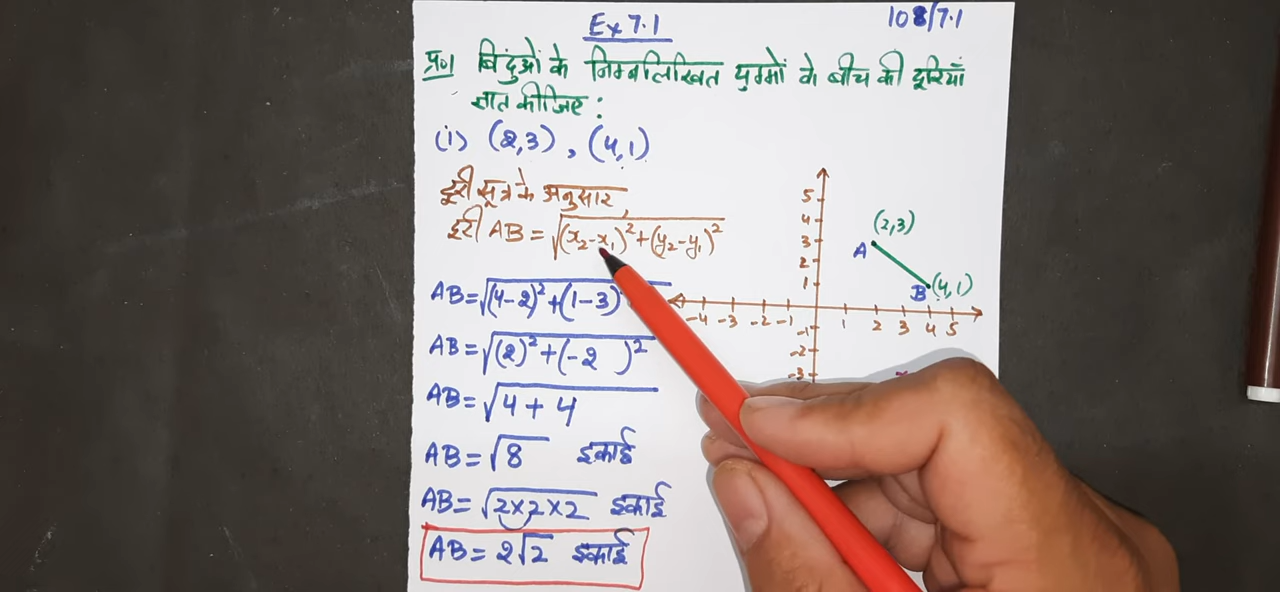 Ex 7.1
108/7.1
प्र०1 बिंदुओं के निम्नलिखित युग्मों के बीच की दूरियाँ
ज्ञात कीजिए :
(i) (2,3) , (4,1)
दूरी सूत्र के अनुसार,
दूरी AB = √(x₂-x₁)²+(y₂-y₁)²
AB=√(4-2)²+(1-3)
AB=√(2)²+(-2 )²
AB=√4+4
AB=√8 इकाई
AB=√2×2×2 इकाई
AB=2√2 इकाई
5
4
3
2
1
(2,3)
A
B (4,1)
-4 -3 -2 -1 1 2 3 4 5
-1
-2
-3